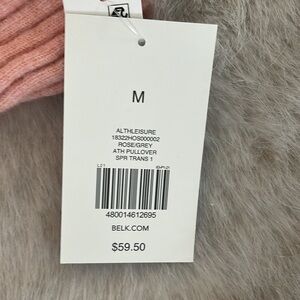 M
ALTHLEISURE
18322HOS000002
ROSE/GREY
ATH PULLOVER
SPR TRANS 1
480014612695
BELK.COM
$59.50